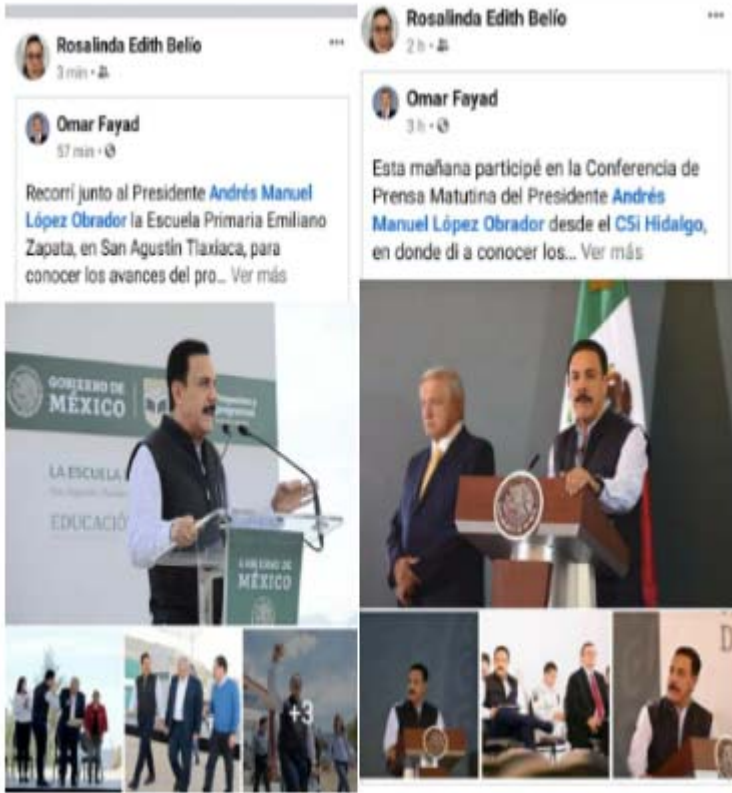 Rosalinda Edith Belío
3 min
Omar Fayad
57 min
Recorrí junto al Presidente Andrés Manuel
López Obrador la Escuela Primaria Emiliano
Zapata, en San Agustín Tlaxiaca, para
conocer los avances del pro... Ver más
GOBIERNO DE
MÉXICO
LA ESCUELA
EDUCACIÓ
GOBIERNO DE
MÉXICO
+3
Rosalinda Edith Belío
2 h
Omar Fayad
3 h
Esta mañana participé en la Conferencia de
Prensa Matutina del Presidente Andrés
Manuel López Obrador desde el C5i Hidalgo,
en donde di a conocer los... Ver más
D